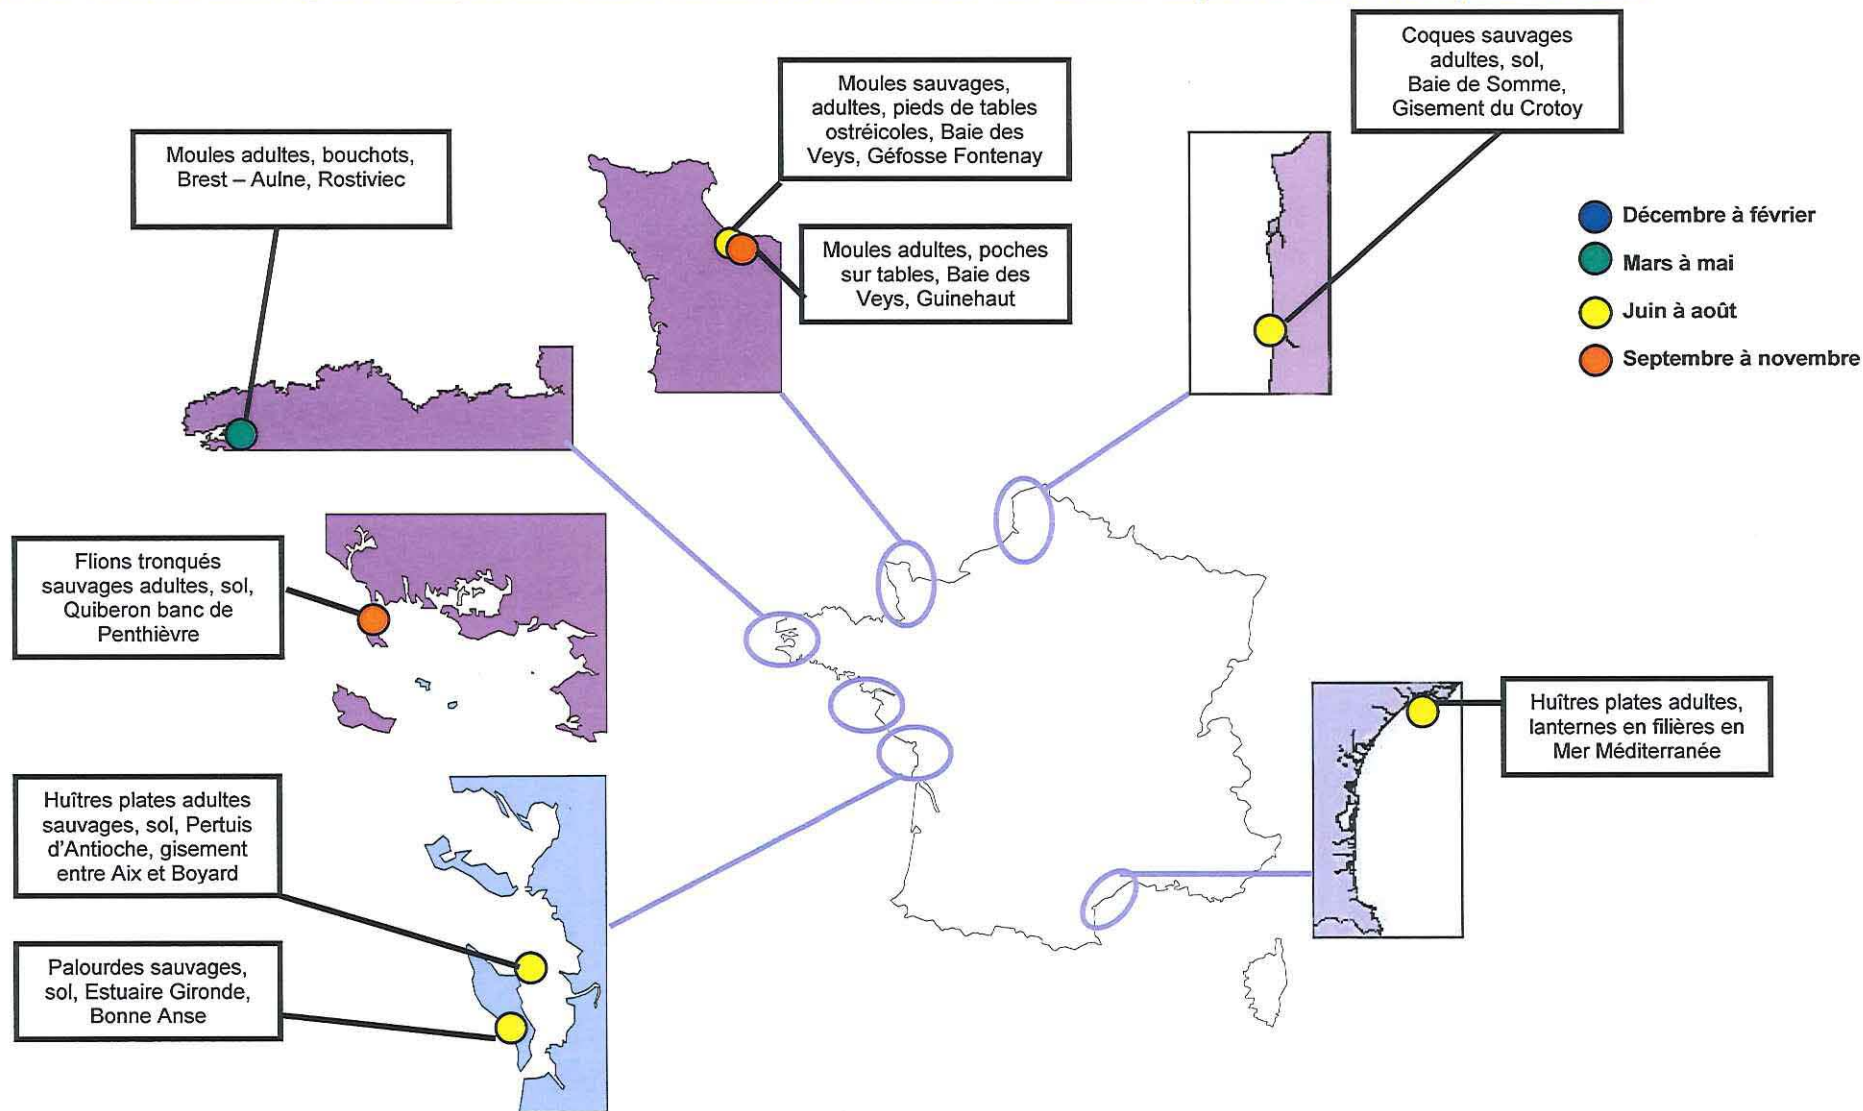 Coques sauvages
adultes, sol,
Baie de Somme,
Gisement du Crotoy
Moules sauvages,
adultes, pieds de tables
ostréicoles, Baie des
Veys, Géfosse Fontenay
Moules adultes, bouchots,
Brest – Aulne, Rostiviec
Moules adultes, poches
sur tables, Baie des
Veys, Guinehaut
Décembre à février
Mars à mai
Juin à août
Septembre à novembre
Flions tronqués
sauvages adultes, sol,
Quiberon banc de
Penthièvre
Huîtres plates adultes,
lanternes en filières en
Mer Méditerranée
Huîtres plates adultes
sauvages, sol, Pertuis
d'Antioche, gisement
entre Aix et Boyard
Palourdes sauvages,
sol, Estuaire Gironde,
Bonne Anse